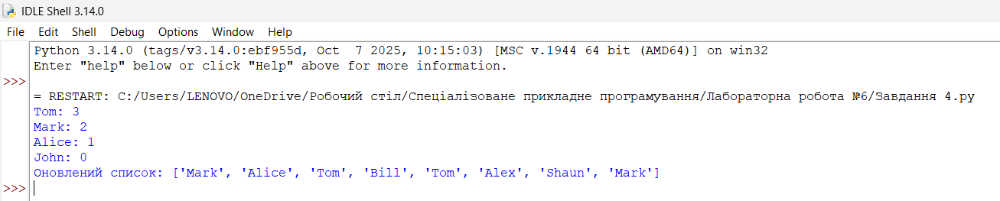 IDLE Shell 3.14.0
File Edit Shell Debug Options Window Help
Python 3.14.0 (tags/v3.14.0:ebf955d, Oct  7 2025, 10:15:03) [MSC v.1944 64 bit (AMD64)] on win32
Enter "help" below or click "Help" above for more information.
>>>
= RESTART: C:/Users/LENOVO/OneDrive/Робочий стіл/Спеціалізоване прикладне програмування/Лабораторна робота №6/Завдання 4.py
Tom: 3
Mark: 2
Alice: 1
John: 0
Оновлений список: ['Mark', 'Alice', 'Tom', 'Bill', 'Tom', 'Alex', 'Shaun', 'Mark']
>>>